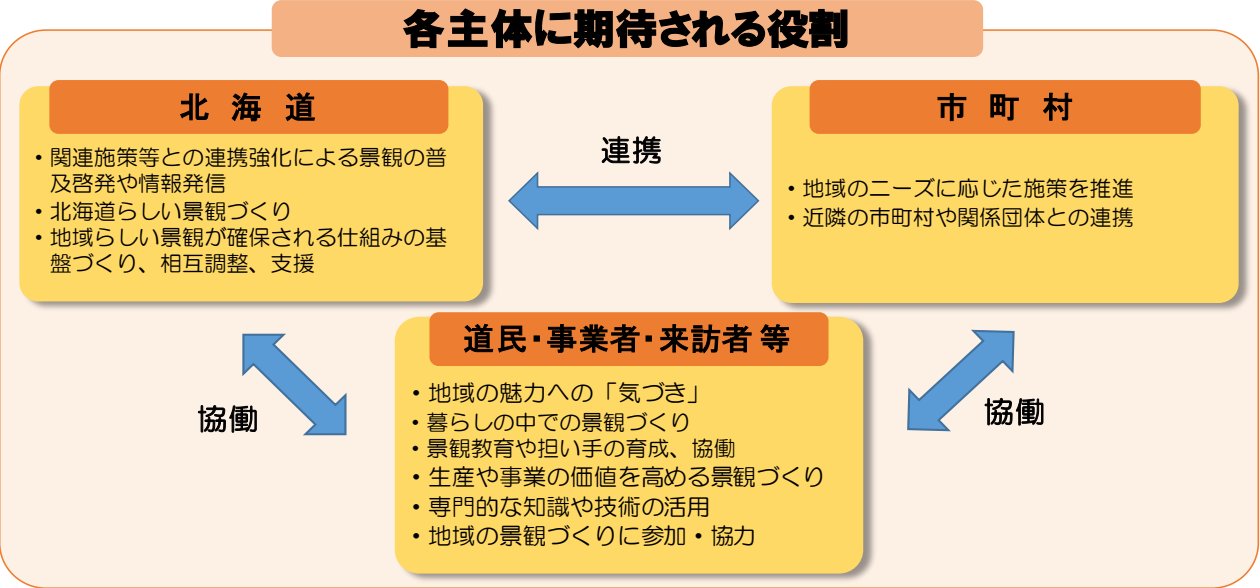 各主体に期待される役割
北 海 道
・関連施策等との連携強化による景観の普
及啓発や情報発信
・北海道らしい景観づくり
・地域らしい景観が確保される仕組みの基
盤づくり、相互調整、支援
連携
市 町 村
・地域のニーズに応じた施策を推進
・近隣の市町村や関係団体との連携
協働
道民・事業者・来訪者 等
・地域の魅力への「気づき」
・暮らしの中での景観づくり
・景観教育や担い手の育成、協働
・生産や事業の価値を高める景観づくり
・専門的な知識や技術の活用
・地域の景観づくりに参加・協力
協働